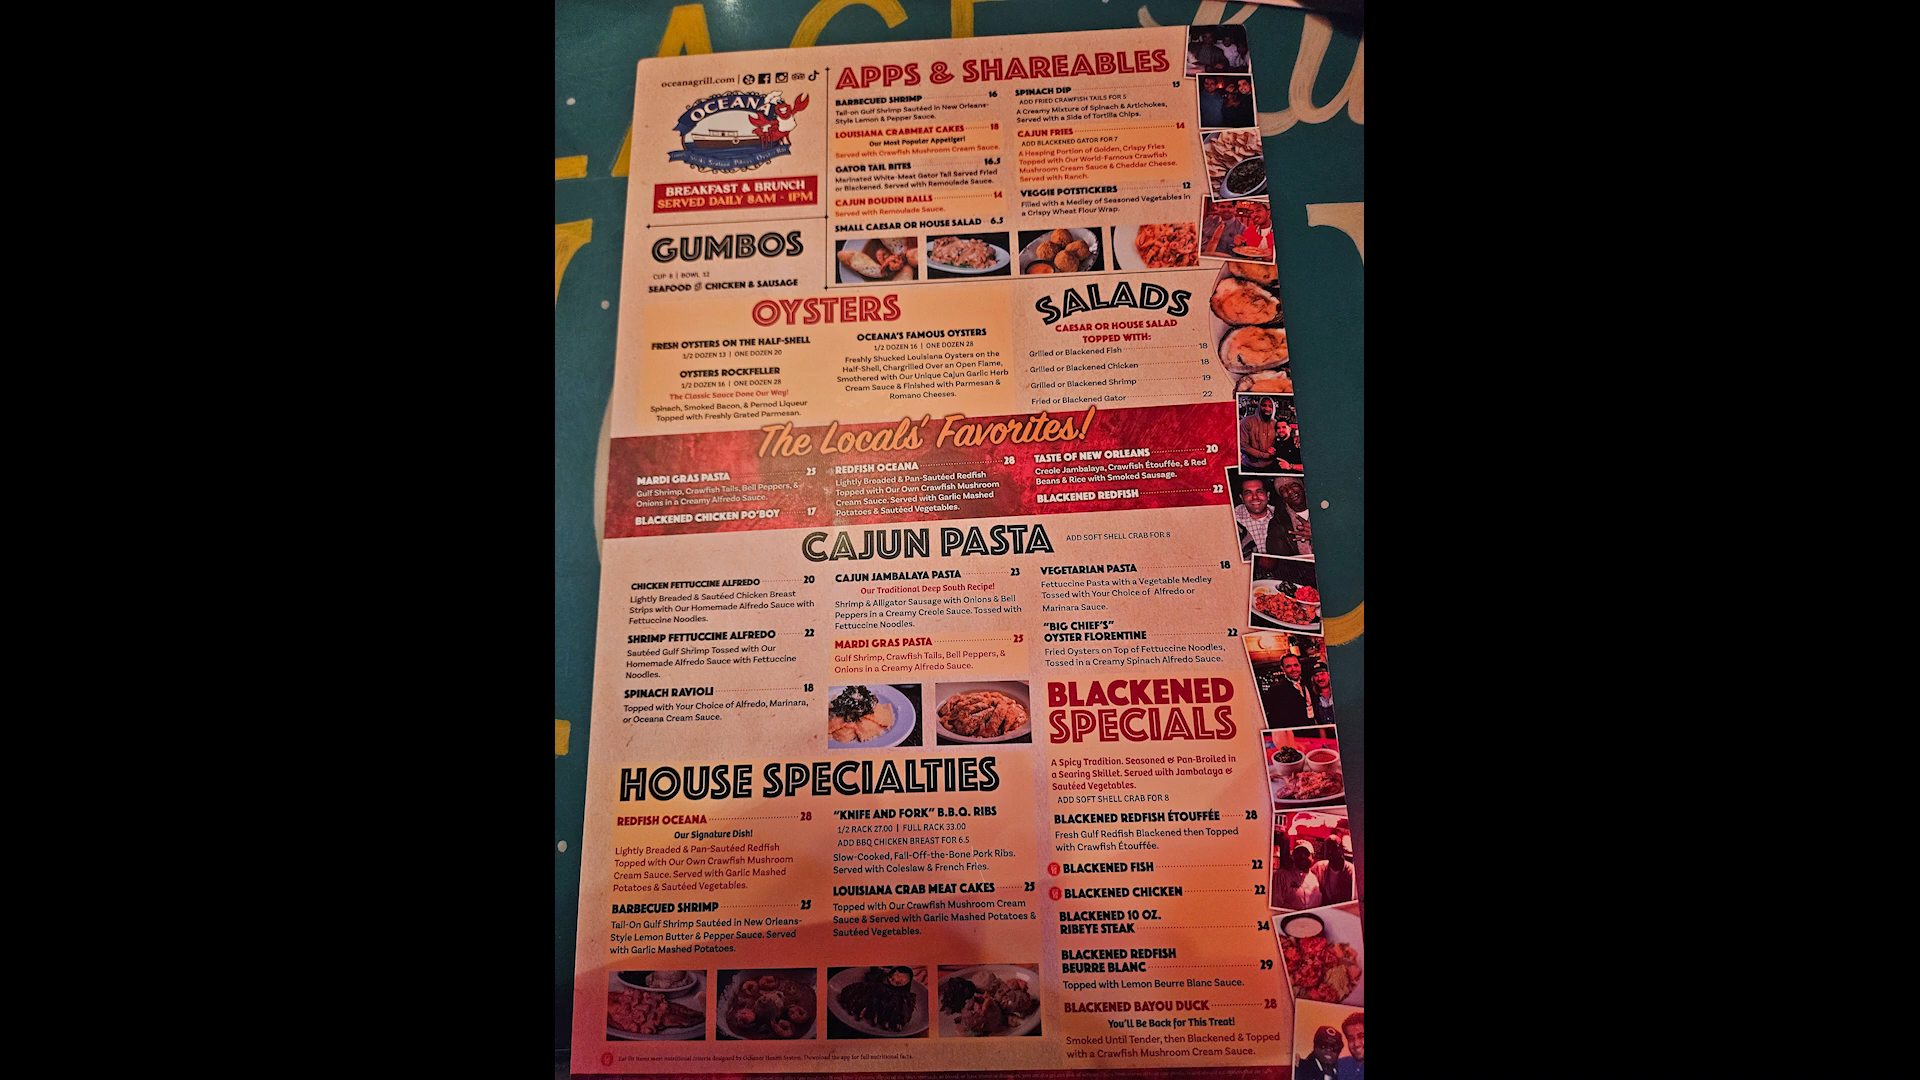 oceanagrill.com |
OCEANA
BREAKFAST & BRUNCH
SERVED DAILY 8AM - 1PM
GUMBOS
CUP 8 | BOWL 12
SEAFOOD or CHICKEN & SAUSAGE
APPS & SHAREABLES
BARBECUED SHRIMP 16
Tail-on Gulf Shrimp Sautéed in New Orleans-
Style Lemon & Pepper Sauce.
LOUISIANA CRABMEAT CAKES 18
Our Most Popular Appetizer!
Served with Crawfish Mushroom Cream Sauce.
GATOR TAIL BITES 16.5
Marinated White-Meat Gator Tail Served Fried
or Blackened. Served with Remoulade Sauce.
CAJUN BOUDIN BALLS 14
Served with Remoulade Sauce.
SMALL CAESAR OR HOUSE SALAD 6.5
SPINACH DIP 15
ADD FRIED CRAWFISH TAILS FOR 5
A Creamy Mixture of Spinach & Artichokes,
Served with a Side of Tortilla Chips.
CAJUN FRIES 14
ADD BLACKENED GATOR FOR 7
A Heaping Portion of Golden, Crispy Fries
Topped with Our World-Famous Crawfish
Mushroom Cream Sauce & Cheddar Cheese.
Served with Ranch.
VEGGIE POTSTICKERS 12
Filled with a Medley of Seasoned Vegetables in
a Crispy Wheat Flour Wrap.
OYSTERS
FRESH OYSTERS ON THE HALF-SHELL
1/2 DOZEN 13 | ONE DOZEN 20
OYSTERS ROCKFELLER
1/2 DOZEN 16 | ONE DOZEN 28
The Classic Sauce Done Our Way!
Spinach, Smoked Bacon, & Pernod Liqueur
Topped with Freshly Grated Parmesan.
OCEANA'S FAMOUS OYSTERS
1/2 DOZEN 16 | ONE DOZEN 28
Freshly Shucked Louisiana Oysters on the
Half-Shell, Chargrilled Over an Open Flame,
Smothered with Our Unique Cajun Garlic Herb
Cream Sauce & Finished with Parmesan &
Romano Cheeses.
SALADS
CAESAR OR HOUSE SALAD
TOPPED WITH:
Grilled or Blackened Fish 18
Grilled or Blackened Chicken 18
Grilled or Blackened Shrimp 19
Fried or Blackened Gator 22
The Locals' Favorites!
MARDI GRAS PASTA 25
Gulf Shrimp, Crawfish Tails, Bell Peppers, &
Onions in a Creamy Alfredo Sauce.
BLACKENED CHICKEN PO'BOY 17
REDFISH OCEANA 28
Lightly Breaded & Pan-Sautéed Redfish
Topped with Our Own Crawfish Mushroom
Cream Sauce. Served with Garlic Mashed
Potatoes & Sautéed Vegetables.
TASTE OF NEW ORLEANS 20
Creole Jambalaya, Crawfish Étouffée, & Red
Beans & Rice with Smoked Sausage.
BLACKENED REDFISH 22
CAJUN PASTA
ADD SOFT SHELL CRAB FOR 8
CHICKEN FETTUCCINE ALFREDO 20
Lightly Breaded & Sautéed Chicken Breast
Strips with Our Homemade Alfredo Sauce with
Fettuccine Noodles.
SHRIMP FETTUCCINE ALFREDO 22
Sautéed Gulf Shrimp Tossed with Our
Homemade Alfredo Sauce with Fettuccine
Noodles.
SPINACH RAVIOLI 18
Topped with Your Choice of Alfredo, Marinara,
or Oceana Cream Sauce.
CAJUN JAMBALAYA PASTA 23
Our Traditional Deep South Recipe!
Shrimp & Alligator Sausage with Onions & Bell
Peppers in a Creamy Creole Sauce. Tossed with
Fettuccine Noodles.
MARDI GRAS PASTA 25
Gulf Shrimp, Crawfish Tails, Bell Peppers, &
Onions in a Creamy Alfredo Sauce.
VEGETARIAN PASTA 18
Fettuccine Pasta with a Vegetable Medley
Tossed with Your Choice of Alfredo or
Marinara Sauce.
"BIG CHIEF'S"
OYSTER FLORENTINE 22
Fried Oysters on Top of Fettuccine Noodles,
Tossed in a Creamy Spinach Alfredo Sauce.
HOUSE SPECIALTIES
REDFISH OCEANA 28
Our Signature Dish!
Lightly Breaded & Pan-Sautéed Redfish
Topped with Our Own Crawfish Mushroom
Cream Sauce. Served with Garlic Mashed
Potatoes & Sautéed Vegetables.
BARBECUED SHRIMP 25
Tail-On Gulf Shrimp Sautéed in New Orleans-
Style Lemon Butter & Pepper Sauce. Served
with Garlic Mashed Potatoes.
"KNIFE AND FORK" B.B.Q. RIBS
1/2 RACK 27.00 | FULL RACK 33.00
ADD BBQ CHICKEN BREAST FOR 6.5
Slow-Cooked, Fall-Off-the-Bone Pork Ribs.
Served with Coleslaw & French Fries.
LOUISIANA CRAB MEAT CAKES 25
Topped with Our Crawfish Mushroom Cream
Sauce & Served with Garlic Mashed Potatoes &
Sautéed Vegetables.
BLACKENED
SPECIALS
A Spicy Tradition. Seasoned & Pan-Broiled in
a Searing Skillet. Served with Jambalaya &
Sautéed Vegetables.
ADD SOFT SHELL CRAB FOR 8
BLACKENED REDFISH ÉTOUFFÉE 28
Fresh Gulf Redfish Blackened then Topped
with Crawfish Étouffée.
BLACKENED FISH 22
BLACKENED CHICKEN 22
BLACKENED 10 OZ.
RIBEYE STEAK 34
BLACKENED REDFISH
BEURRE BLANC 29
Topped with Lemon Beurre Blanc Sauce.
BLACKENED BAYOU DUCK 28
You'll Be Back for This Treat!
Smoked Until Tender, then Blackened & Topped
with a Crawfish Mushroom Cream Sauce.
Eat Fit items meet nutritional criteria designed by Ochsner Health System. Download the app for full nutritional facts.